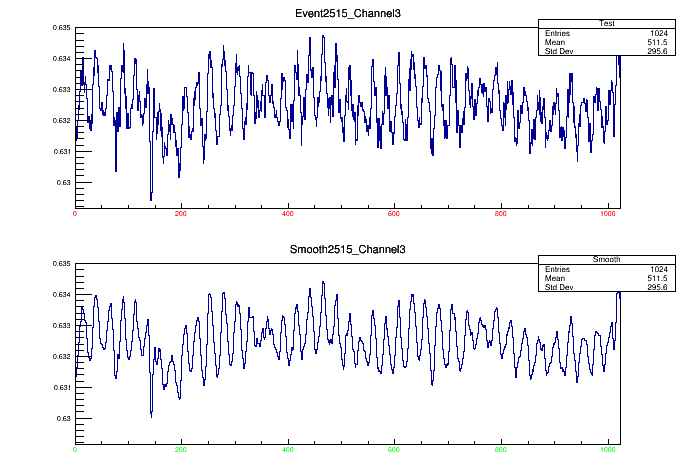 Event2515_Channel3
Test
Entries 1024
Mean 511.5
Std Dev 295.6
0.635
0.634
0.633
0.632
0.631
0.63
0 200 400 600 800 1000
Smooth2515_Channel3
Smooth
Entries 1024
Mean 511.5
Std Dev 295.6
0.635
0.634
0.633
0.632
0.631
0.63
0 200 400 600 800 1000